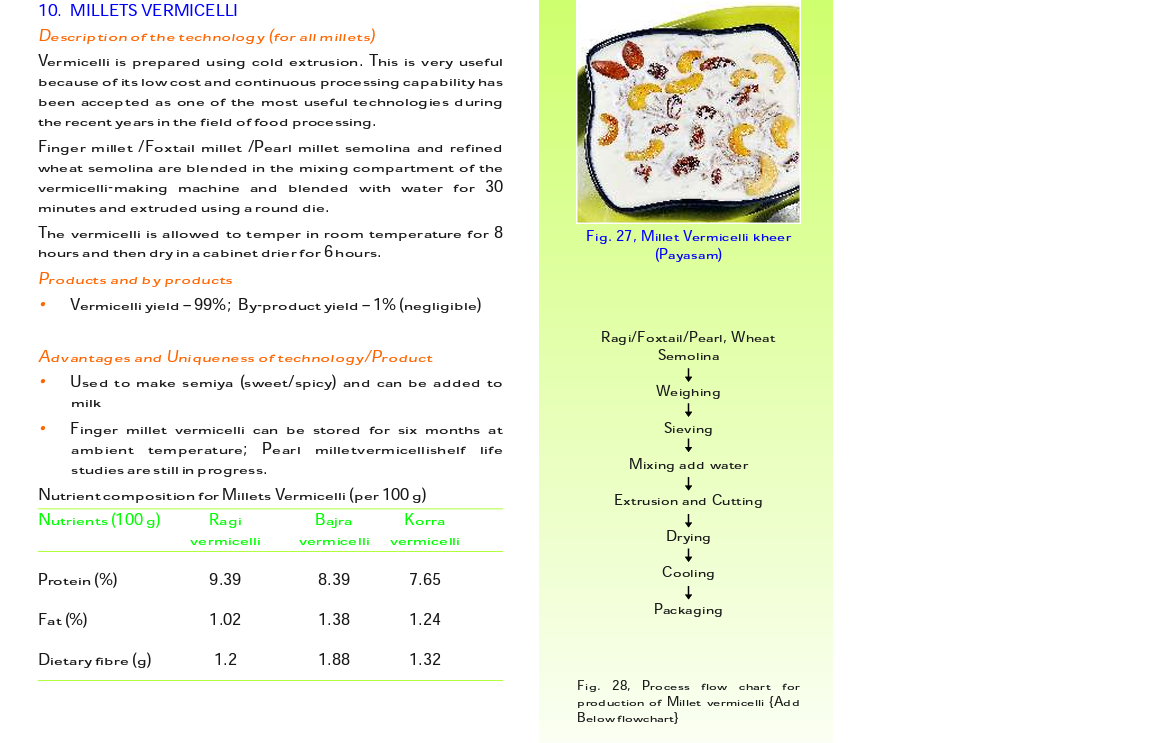 10. MILLETS VERMICELLI
Description of the technology (for all millets)
Vermicelli is prepared using cold extrusion. This is very useful
because of its low cost and continuous processing capability has
been accepted as one of the most useful technologies during
the recent years in the field of food processing.
Finger millet /Foxtail millet /Pearl millet semolina and refined
wheat semolina are blended in the mixing compartment of the
vermicelli-making machine and blended with water for 30
minutes and extruded using a round die.
The vermicelli is allowed to temper in room temperature for 8
hours and then dry in a cabinet drier for 6 hours.
Products and by products
• Vermicelli yield – 99%; By-product yield – 1% (negligible)
Advantages and Uniqueness of technology/Product
• Used to make semiya (sweet/spicy) and can be added to
milk
• Finger millet vermicelli can be stored for six months at
ambient temperature; Pearl milletvermicellishelf life
studies are still in progress.
Nutrient composition for Millets Vermicelli (per 100 g)
Nutrients (100 g) Ragi Bajra Korra
vermicelli vermicelli vermicelli
Protein (%) 9.39 8.39 7.65
Fat (%) 1.02 1.38 1.24
Dietary fibre (g) 1.2 1.88 1.32
Fig. 27, Millet Vermicelli kheer
(Payasam)
Ragi/Foxtail/Pearl, Wheat
Semolina
Weighing
Sieving
Mixing add water
Extrusion and Cutting
Drying
Cooling
Packaging
Fig. 28, Process flow chart for
production of Millet vermicelli {Add
Below flowchart}